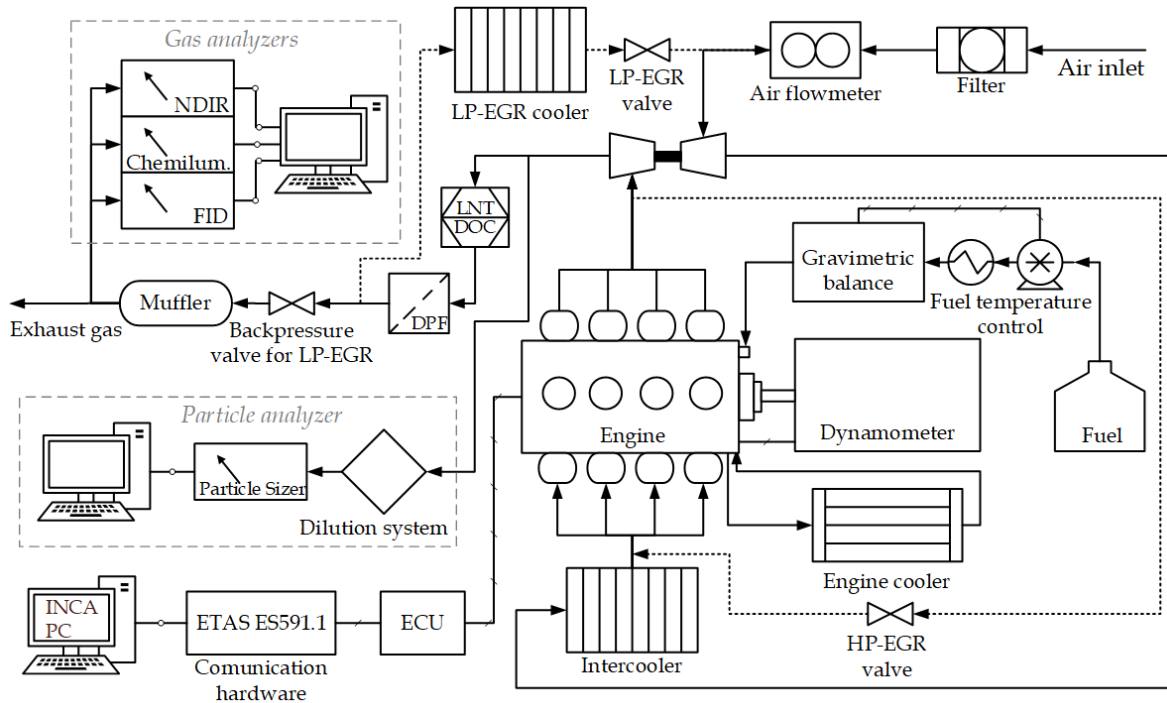 Gas analyzers
NDIR
Chemilum.
FID
LP-EGR cooler
LP-EGR
valve
Air flowmeter
Filter
Air inlet
LNT
DOC
DPF
Muffler
Exhaust gas
Backpressure
valve for LP-EGR
Gravimetric
balance
Fuel temperature
control
Fuel
Engine
Dynamometer
Particle analyzer
Particle Sizer
Dilution system
Engine cooler
INCA
PC
ETAS ES591.1
Comunication
hardware
ECU
Intercooler
HP-EGR
valve